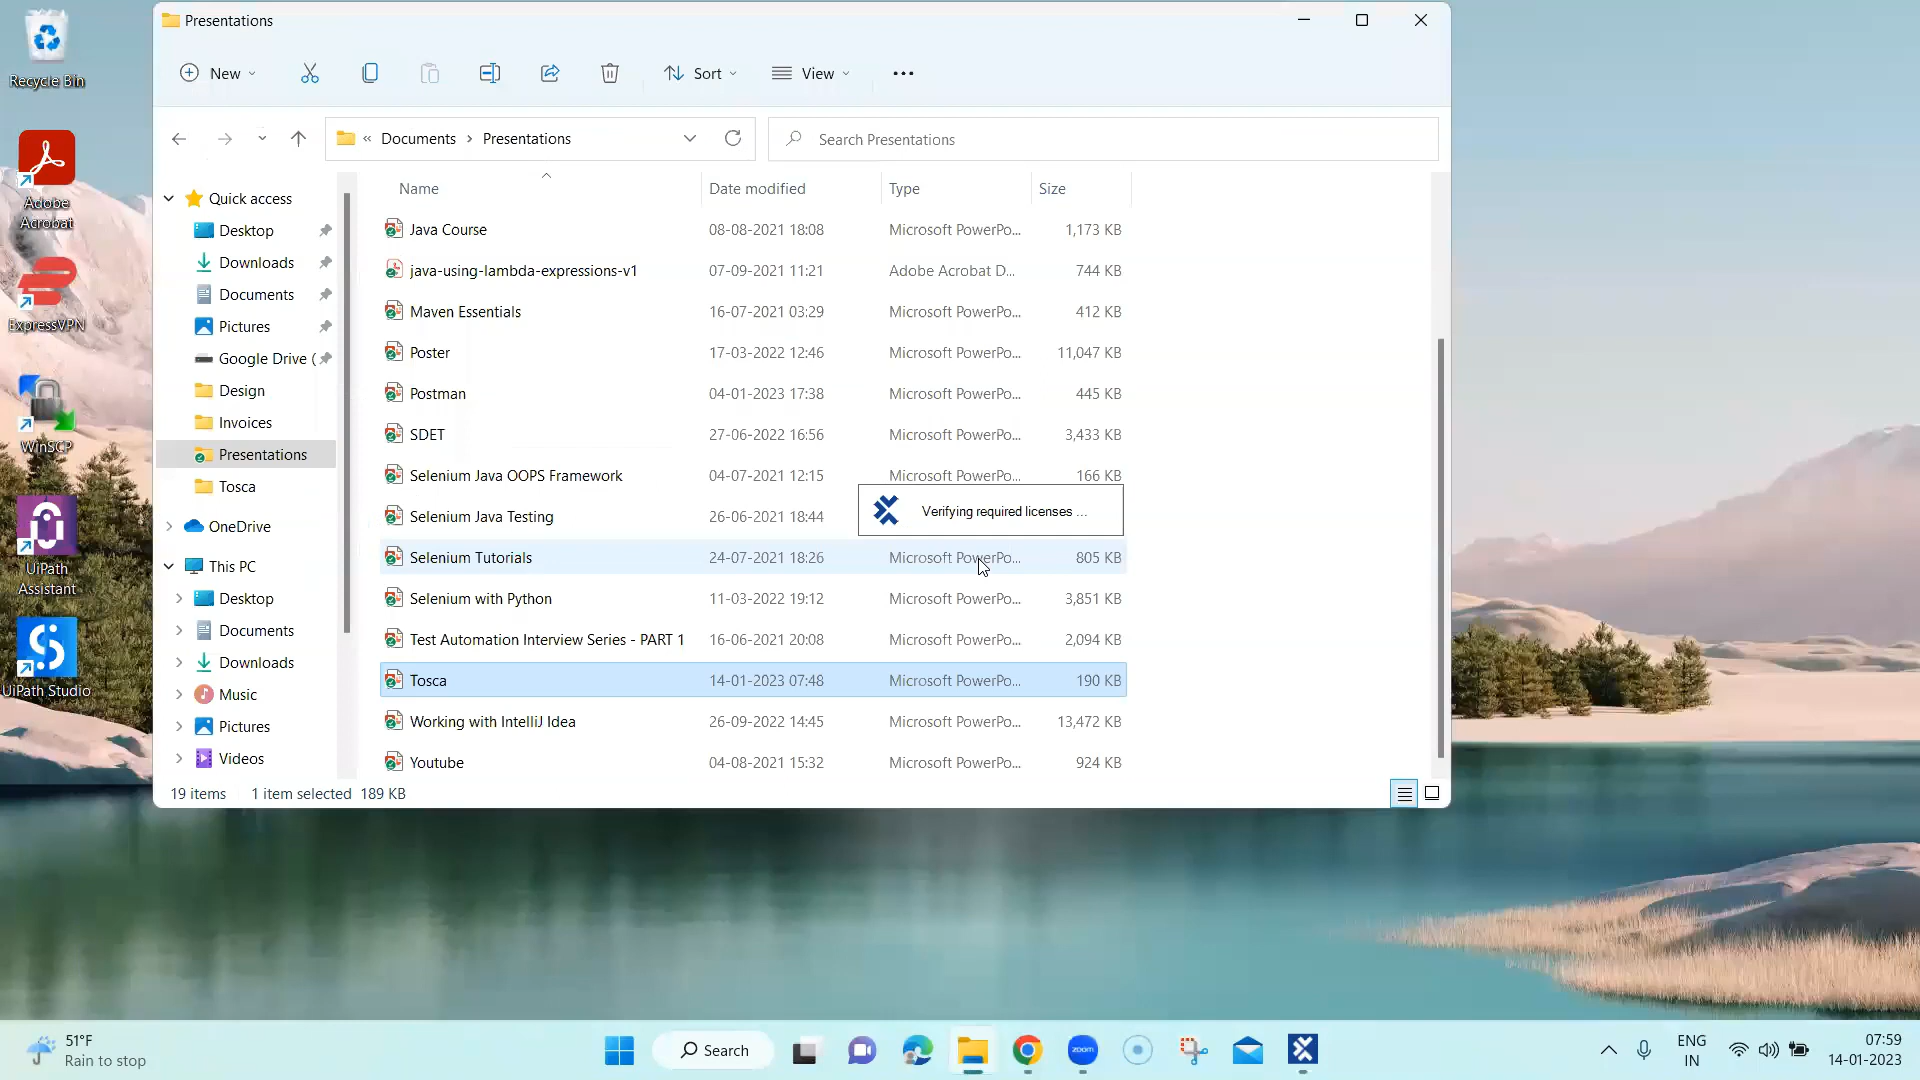 Recycle Bin
Adobe
Acrobat
ExpressVPN
WinSCP
UiPath
Assistant
UiPath Studio
Presentations
New
Sort
View
« Documents > Presentations
Search Presentations
Quick access
Desktop
Downloads
Documents
Pictures
Google Drive (
Design
Invoices
Presentations
Tosca
OneDrive
This PC
Desktop
Documents
Downloads
Music
Pictures
Videos
Name Date modified Type Size
Java Course 08-08-2021 18:08 Microsoft PowerPo... 1,173 KB
java-using-lambda-expressions-v1 07-09-2021 11:21 Adobe Acrobat D... 744 KB
Maven Essentials 16-07-2021 03:29 Microsoft PowerPo... 412 KB
Poster 17-03-2022 12:46 Microsoft PowerPo... 11,047 KB
Postman 04-01-2023 17:38 Microsoft PowerPo... 445 KB
SDET 27-06-2022 16:56 Microsoft PowerPo... 3,433 KB
Selenium Java OOPS Framework 04-07-2021 12:15 Microsoft PowerPo... 166 KB
Selenium Java Testing 26-06-2021 18:44
Verifying required licenses ...
Selenium Tutorials 24-07-2021 18:26 Microsoft PowerPo... 805 KB
Selenium with Python 11-03-2022 19:12 Microsoft PowerPo... 3,851 KB
Test Automation Interview Series - PART 1 16-06-2021 20:08 Microsoft PowerPo... 2,094 KB
Tosca 14-01-2023 07:48 Microsoft PowerPo... 190 KB
Working with IntelliJ Idea 26-09-2022 14:45 Microsoft PowerPo... 13,472 KB
Youtube 04-08-2021 15:32 Microsoft PowerPo... 924 KB
19 items 1 item selected 189 KB
51°F
Rain to stop
Search
zoom
ENG
IN
07:59
14-01-2023